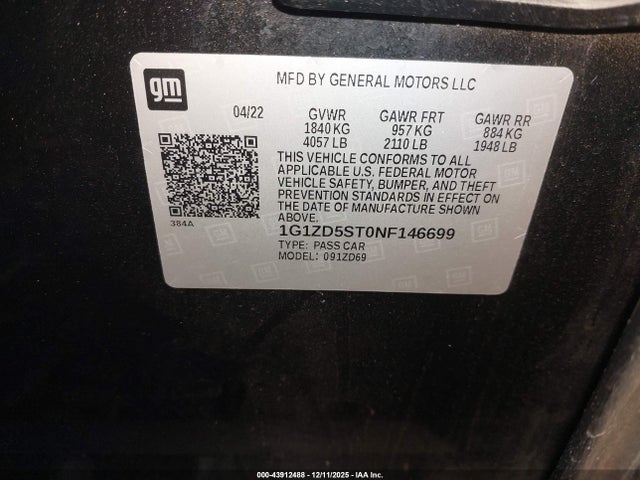 gm
MFD BY GENERAL MOTORS LLC
04/22 GVWR GAWR FRT GAWR RR
1840 KG 957 KG 884 KG
4057 LB 2110 LB 1948 LB
THIS VEHICLE CONFORMS TO ALL
APPLICABLE U.S. FEDERAL MOTOR
VEHICLE SAFETY, BUMPER, AND THEFT
PREVENTION STANDARDS IN EFFECT ON
THE DATE OF MANUFACTURE SHOWN
ABOVE.
384A
1G1ZD5ST0NF146699
TYPE: PASS CAR
MODEL: 091ZD69
000-43912488 - 12/11/2025 - IAA Inc.